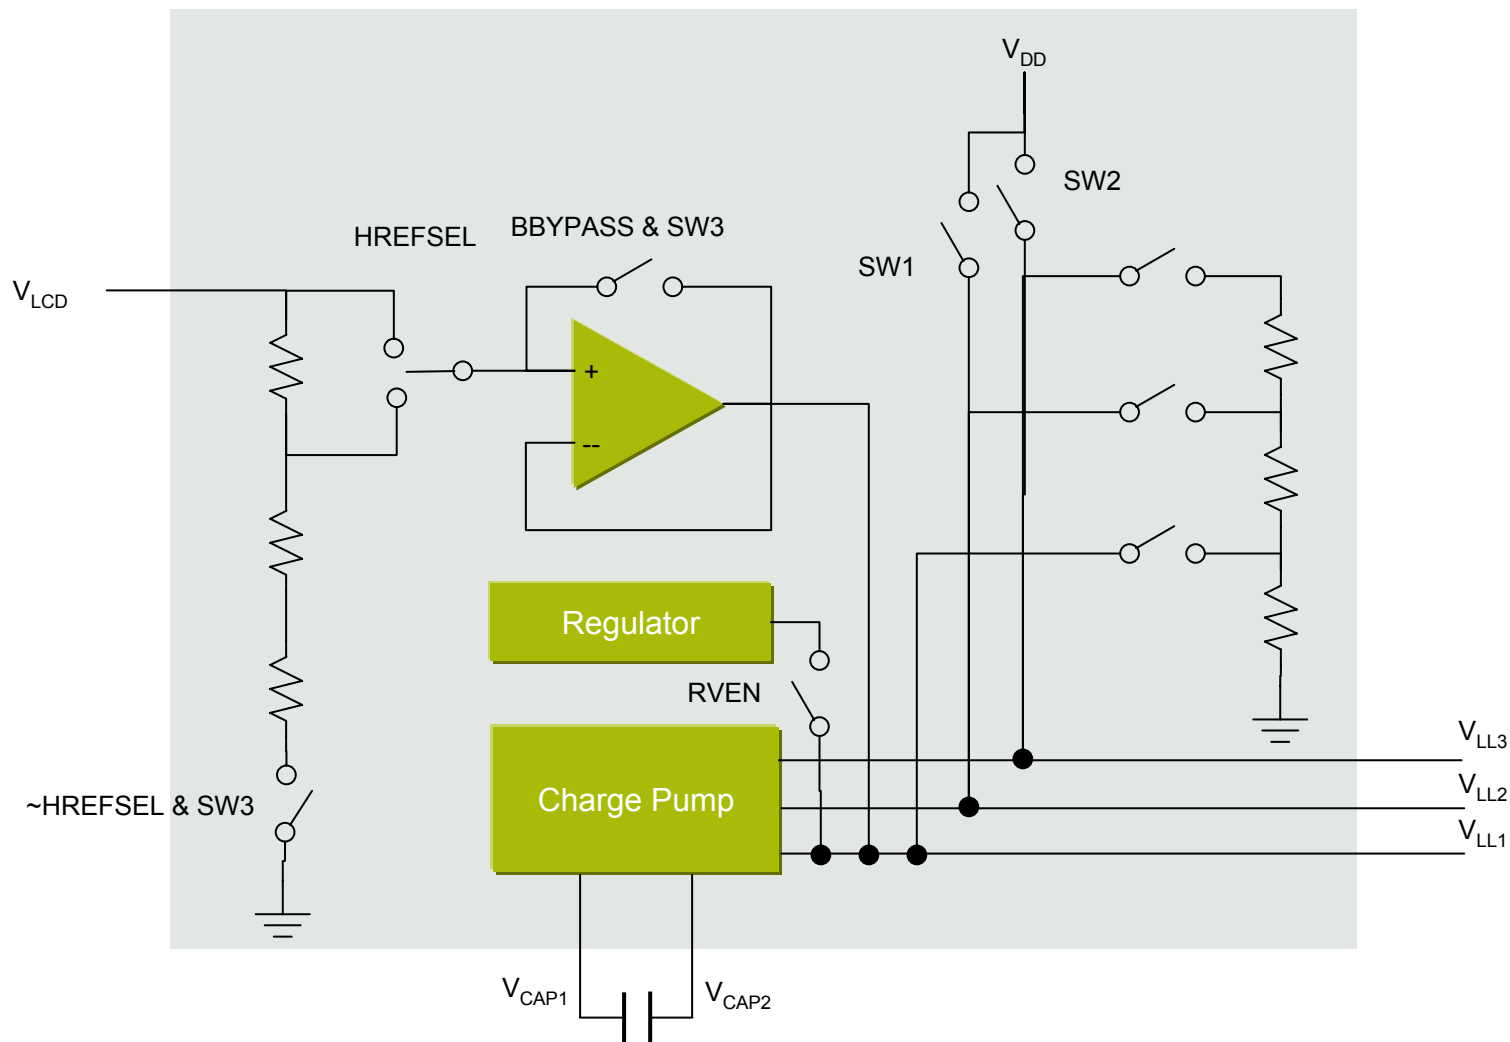 VDD
SW2
BBYPASS & SW3
HREFSEL
SW1
VLCD
+
--
Regulator
RVEN
VLL3
Charge Pump
VLL2
~HREFSEL & SW3
VLL1
VCAP1
VCAP2